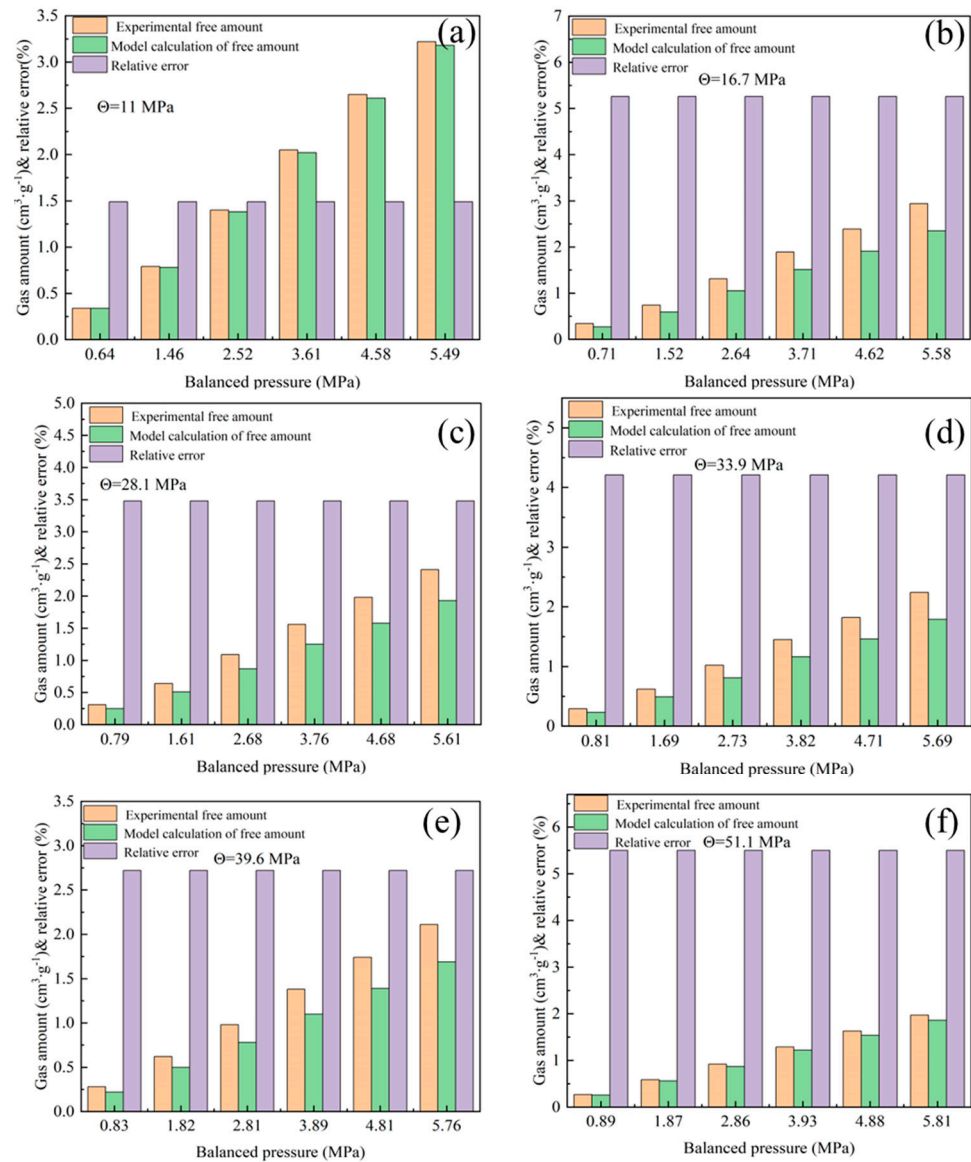 (a)
Experimental free amount
Model calculation of free amount
Relative error
Θ=11 MPa
Gas amount (cm³·g⁻¹)& relative error(%)
3.5
3.0
2.5
2.0
1.5
1.0
0.5
0.0
0.64 1.46 2.52 3.61 4.58 5.49
Balanced pressure (MPa)
(b)
Experimental free amount
Model calculation of free amount
Relative error
Θ=16.7 MPa
Gas amount (cm³·g⁻¹)& relative error (%)
7
6
5
4
3
2
1
0
0.71 1.52 2.64 3.71 4.62 5.58
Balanced pressure (MPa)
(c)
Experimental free amount
Model calculation of free amount
Relative error
Θ=28.1 MPa
Gas amount (cm³·g⁻¹)& relative error (%)
5.0
4.5
4.0
3.5
3.0
2.5
2.0
1.5
1.0
0.5
0.0
0.79 1.61 2.68 3.76 4.68 5.61
Balanced pressure (MPa)
(d)
Experimental free amount
Model calculation of free amount
Relative error
Θ=33.9 MPa
Gas amount (cm³·g⁻¹)& relative error (%)
5
4
3
2
1
0
0.81 1.69 2.73 3.82 4.71 5.69
Balanced pressure (MPa)
(e)
Experimental free amount
Model calculation of free amount
Relative error
Θ=39.6 MPa
Gas amount (cm³·g⁻¹)& relative error (%)
3.5
3.0
2.5
2.0
1.5
1.0
0.5
0.0
0.83 1.82 2.81 3.89 4.81 5.76
Balanced pressure (MPa)
(f)
Experimental free amount
Model calculation of free amount
Relative error
Θ=51.1 MPa
Gas amount (cm³·g⁻¹)& relative error (%)
6
5
4
3
2
1
0
0.89 1.87 2.86 3.93 4.88 5.81
Balanced pressure (MPa)